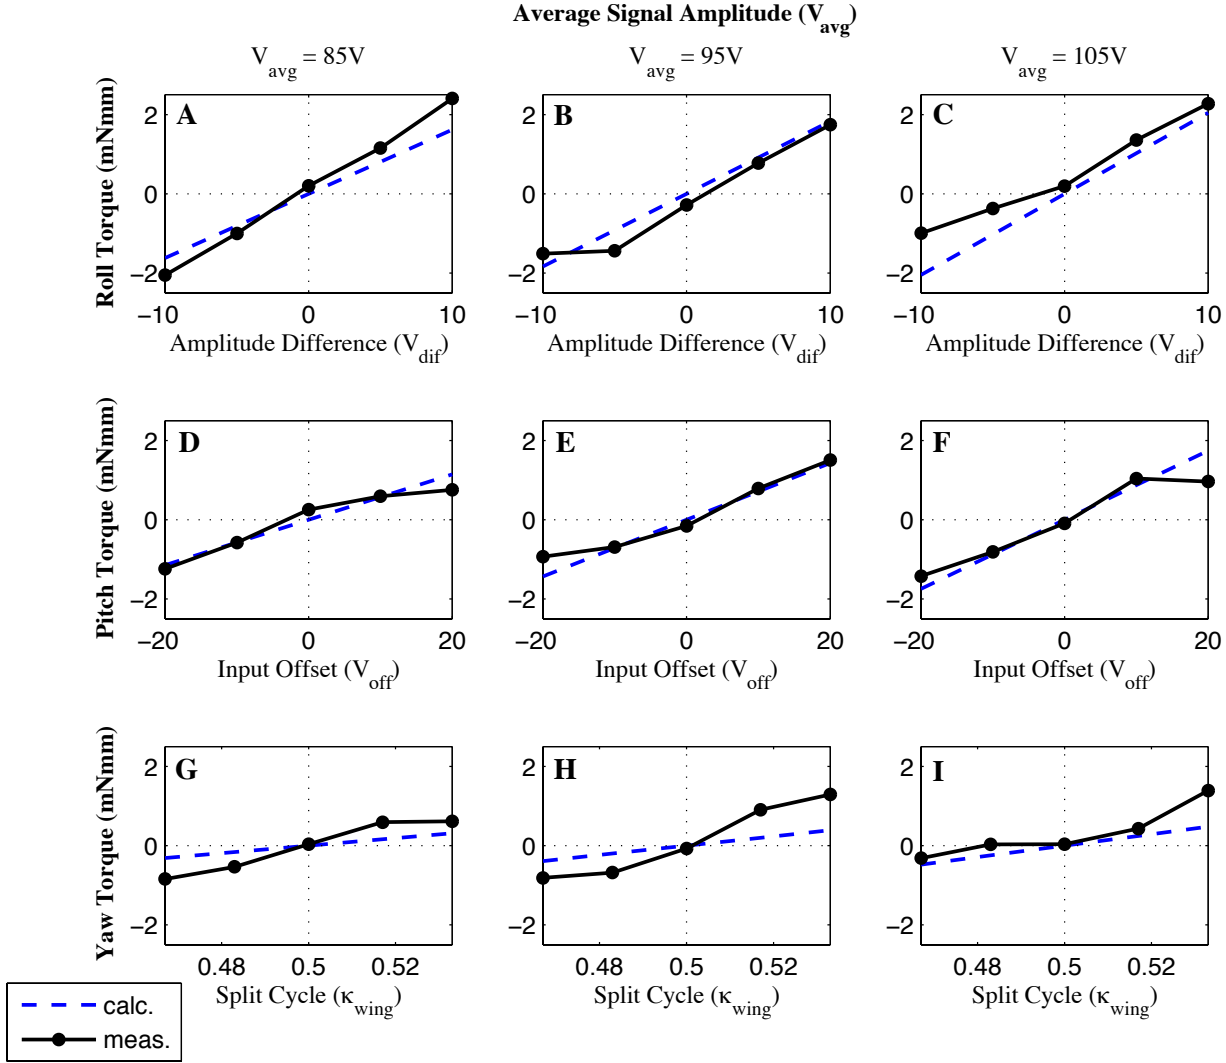 Average Signal Amplitude (Vavg)
Vavg = 85V
Vavg = 95V
Vavg = 105V
Roll Torque (mNmm)
A
2
0
−2
−10
0
10
Amplitude Difference (Vdif)
B
2
0
−2
−10
0
10
Amplitude Difference (Vdif)
C
2
0
−2
−10
0
10
Amplitude Difference (Vdif)
Pitch Torque (mNmm)
D
2
0
−2
−20
0
20
Input Offset (Voff)
E
2
0
−2
−20
0
20
Input Offset (Voff)
F
2
0
−2
−20
0
20
Input Offset (Voff)
Yaw Torque (mNmm)
G
2
0
−2
0.48
0.5
0.52
Split Cycle (κwing)
H
2
0
−2
0.48
0.5
0.52
Split Cycle (κwing)
I
2
0
−2
0.48
0.5
0.52
Split Cycle (κwing)
calc.
meas.